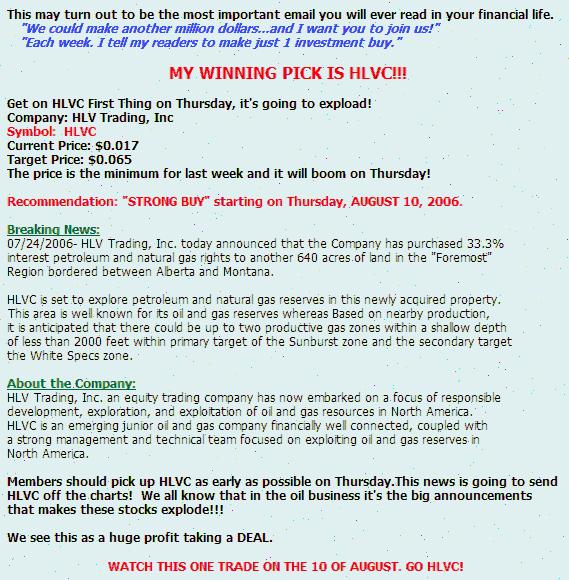 This may turn out to be the most important email you will ever read in your financial life.
"We could make another million dollars...and I want you to join us!"
"Each week. I tell my readers to make just 1 investment buy."
MY WINNING PICK IS HLVC!!!
Get on HLVC First Thing on Thursday, it's going to expload!
Company: HLV Trading, Inc
Symbol: HLVC
Current Price: $0.017
Target Price: $0.065
The price is the minimum for last week and it will boom on Thursday!
Recommendation: "STRONG BUY" starting on Thursday, AUGUST 10, 2006.
Breaking News:
07/24/2006- HLV Trading, Inc. today announced that the Company has purchased 33.3%
interest petroleum and natural gas rights to another 640 acres of land in the "Foremost"
Region bordered between Alberta and Montana.
HLVC is set to explore petroleum and natural gas reserves in this newly acquired property.
This area is well known for its oil and gas reserves whereas Based on nearby production,
it is anticipated that there could be up to two productive gas zones within a shallow depth
of less than 2000 feet within primary target of the Sunburst zone and the secondary target
the White Specs zone.
About the Company:
HLV Trading, Inc. an equity trading company has now embarked on a focus of responsible
development, exploration, and exploitation of oil and gas resources in North America.
HLVC is an emerging junior oil and gas company financially well connected, coupled with
a strong management and technical team focused on exploiting oil and gas reserves in
North America.
Members should pick up HLVC as early as possible on Thursday.This news is going to send
HLVC off the charts! We all know that in the oil business it's the big announcements
that makes these stocks explode!!!
We see this as a huge profit taking a DEAL.
WATCH THIS ONE TRADE ON THE 10 OF AUGUST. GO HLVC!